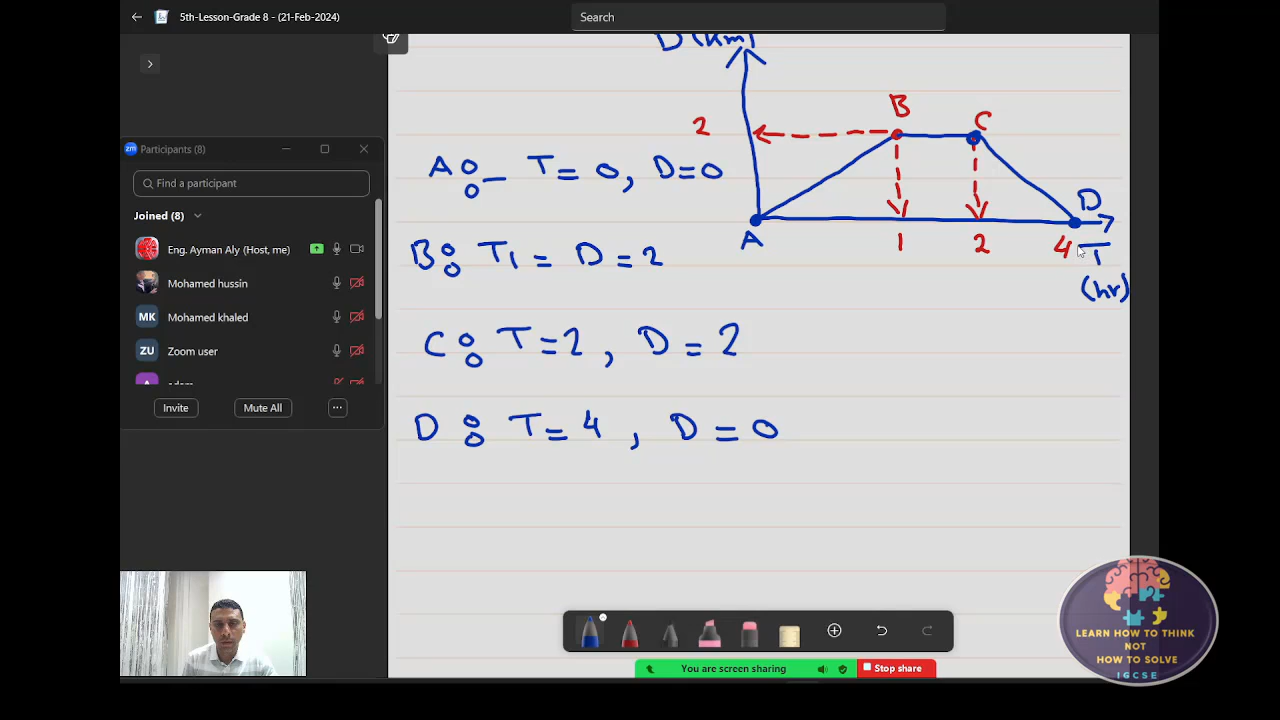 5th-Lesson-Grade 8 - (21-Feb-2024)
Search
D (km)
Participants (8)
Find a participant
Joined (8)
Eng. Ayman Aly (Host, me)
Mohamed hussin
MK Mohamed khaled
ZU Zoom user
A adam
Invite
Mute All
...
B
C
2
A: T = 0, D = 0
D
A
1
2
4
T
(hr)
B: T1 = D = 2
C: T = 2, D = 2
D: T = 4, D = 0
You are screen sharing
Stop share
LEARN HOW TO THINK
NOT
HOW TO SOLVE
IGCSE